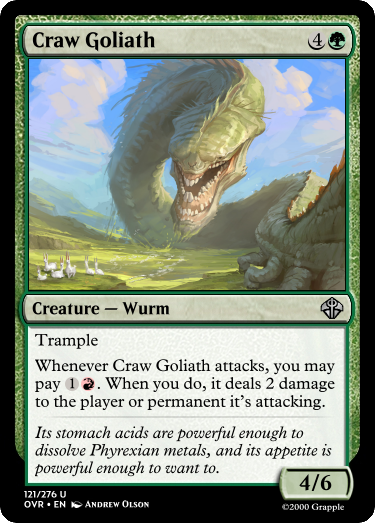 Craw Goliath 4
Creature — Wurm
Trample
Whenever Craw Goliath attacks, you may
pay 1 . When you do, it deals 2 damage
to the player or permanent it's attacking.
Its stomach acids are powerful enough to
dissolve Phyrexian metals, and its appetite is
powerful enough to want to.
4/6
121/276 U
OVR • EN Andrew Olson
©2000 Grapple